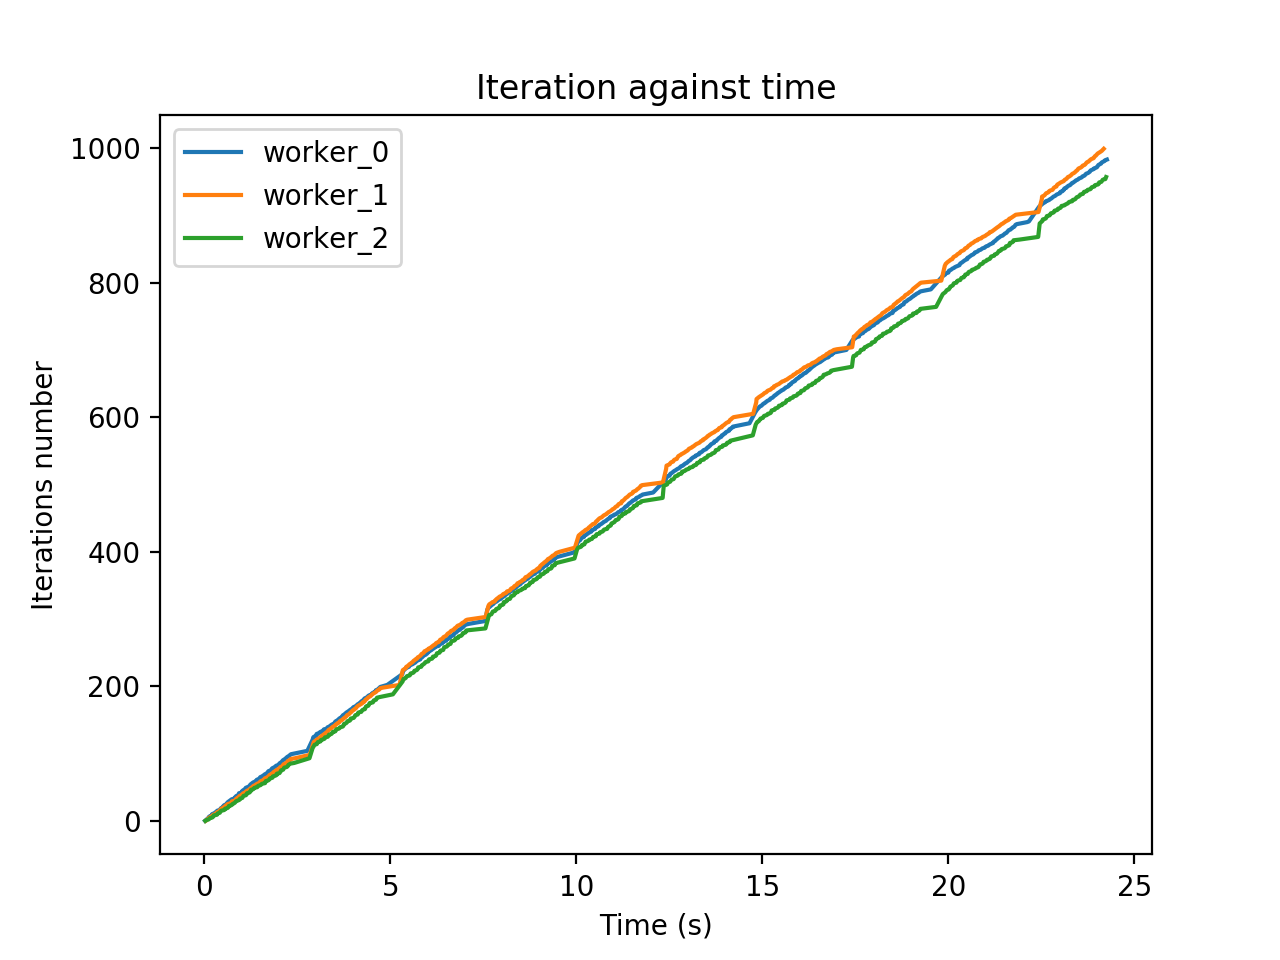 Iteration against time
worker_0
worker_1
worker_2
1000
800
600
400
200
0
Iterations number
0 5 10 15 20 25
Time (s)